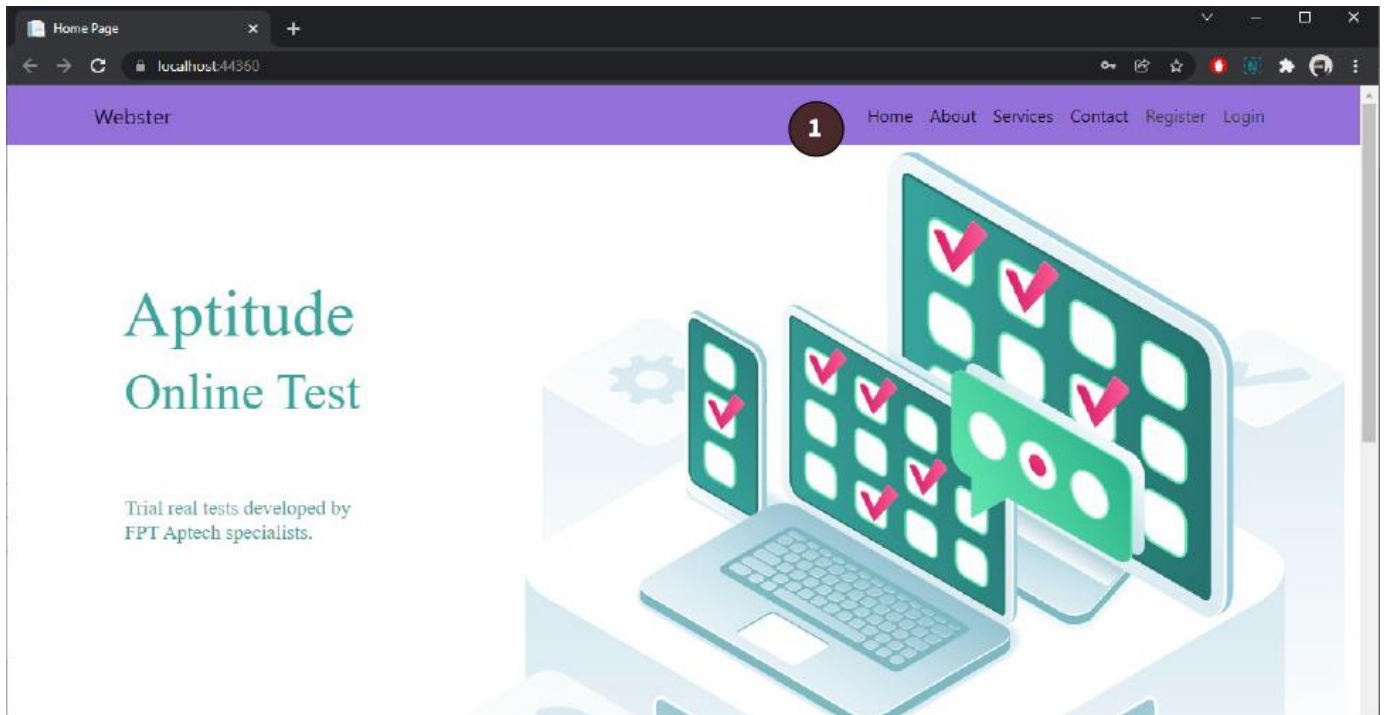 Home Page
localhost:44360
Webster
1
Home About Services Contact Register Login
Aptitude
Online Test
Trial real tests developed by
FPT Aptech specialists.